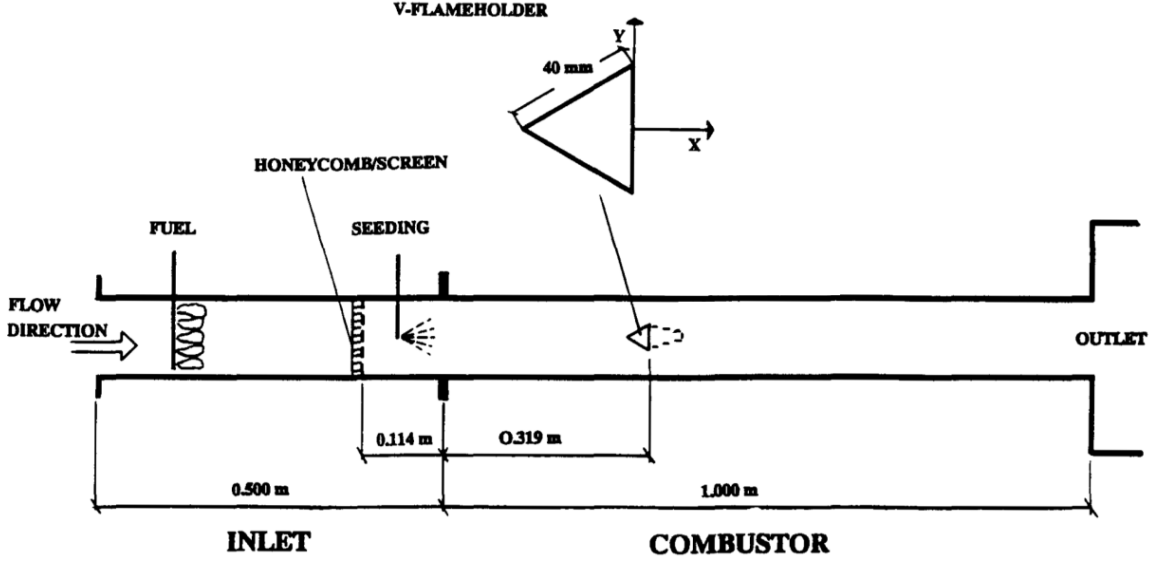 V-FLAMEHOLDER
Y
40 mm
X
HONEYCOMB/SCREEN
FUEL
SEEDING
FLOW
DIRECTION
OUTLET
0.114 m
O.319 m
0.500 m
1.000 m
INLET
COMBUSTOR